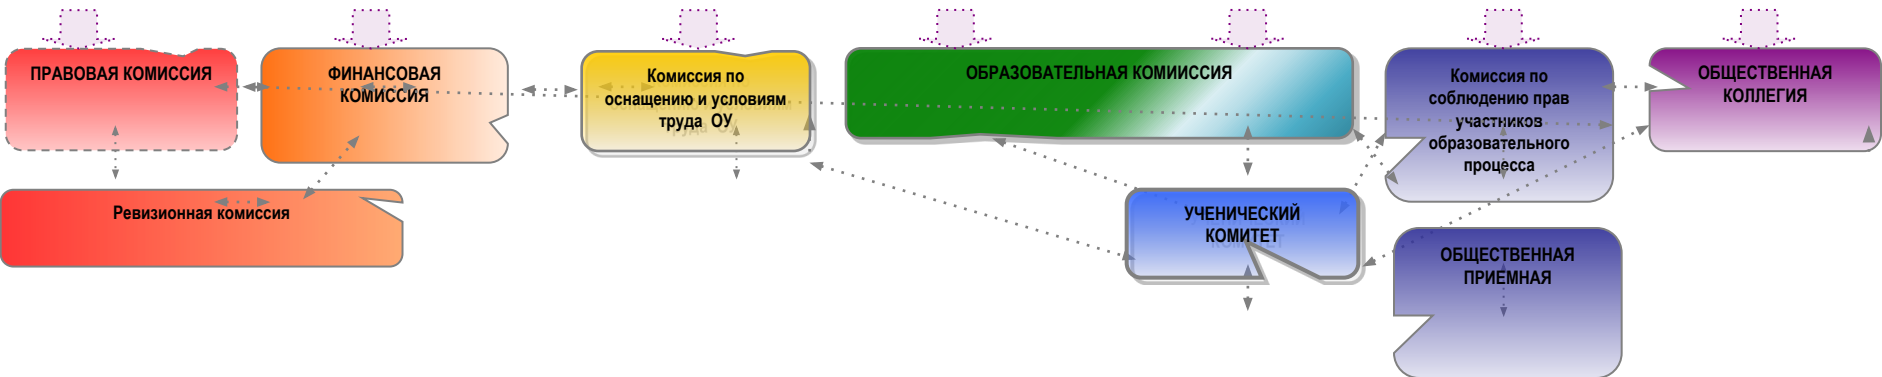 ПРАВОВАЯ КОМИССИЯ
ФИНАНСОВАЯ
КОМИССИЯ
Комиссия по
оснащению и условиям
труда ОУ
ОБРАЗОВАТЕЛЬНАЯ КОМИИССИЯ
Комиссия по
соблюдению прав
участников
образовательного
процесса
ОБЩЕСТВЕННАЯ
КОЛЛЕГИЯ
Ревизионная комиссия
УЧЕНИЧЕСКИЙ
КОМИТЕТ
ОБЩЕСТВЕННАЯ
ПРИЕМНАЯ